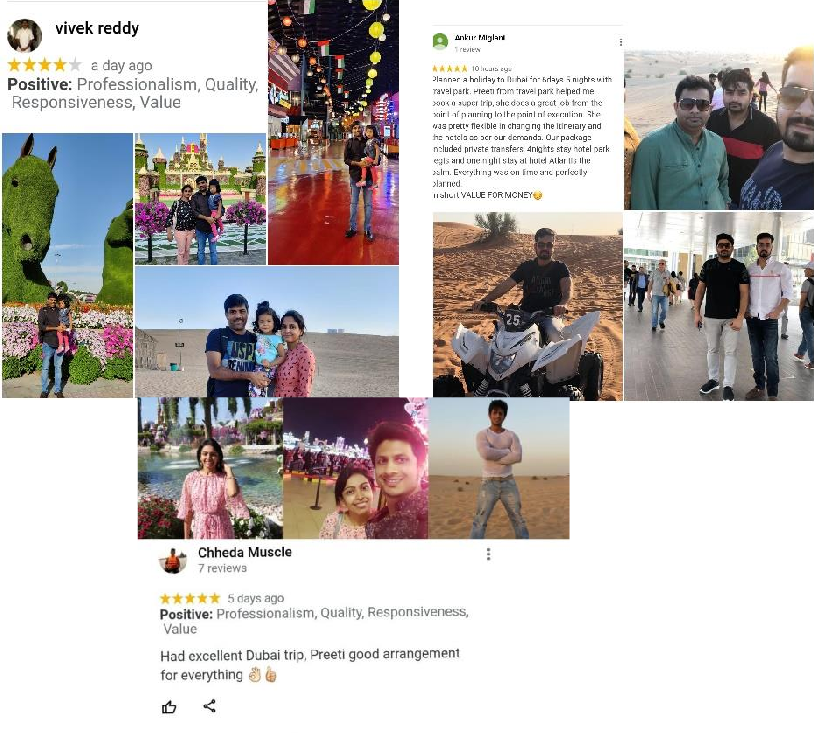 vivek reddy
a day ago
Positive: Professionalism, Quality,
Responsiveness, Value
Ankur Miglani
1 review
10 hours ago
Planned a holiday to Dubai for 6days 5 nights with
travel park. Preeti from travel park helped me
book a super trip, she does a great job from the
point of planning to the point of execution. She
was pretty flexible in changing the itinerary and
the hotels as per our demands. Our package
included private transfers, 4nights stay hotel park
regis and one night stay at hotel Atlantis the
palm. Everything was on time and perfectly
planned.
In short VALUE FOR MONEY😊
25
Chheda Muscle
7 reviews
5 days ago
Positive: Professionalism, Quality, Responsiveness,
Value
Had excellent Dubai trip, Preeti good arrangement
for everything 👌👍